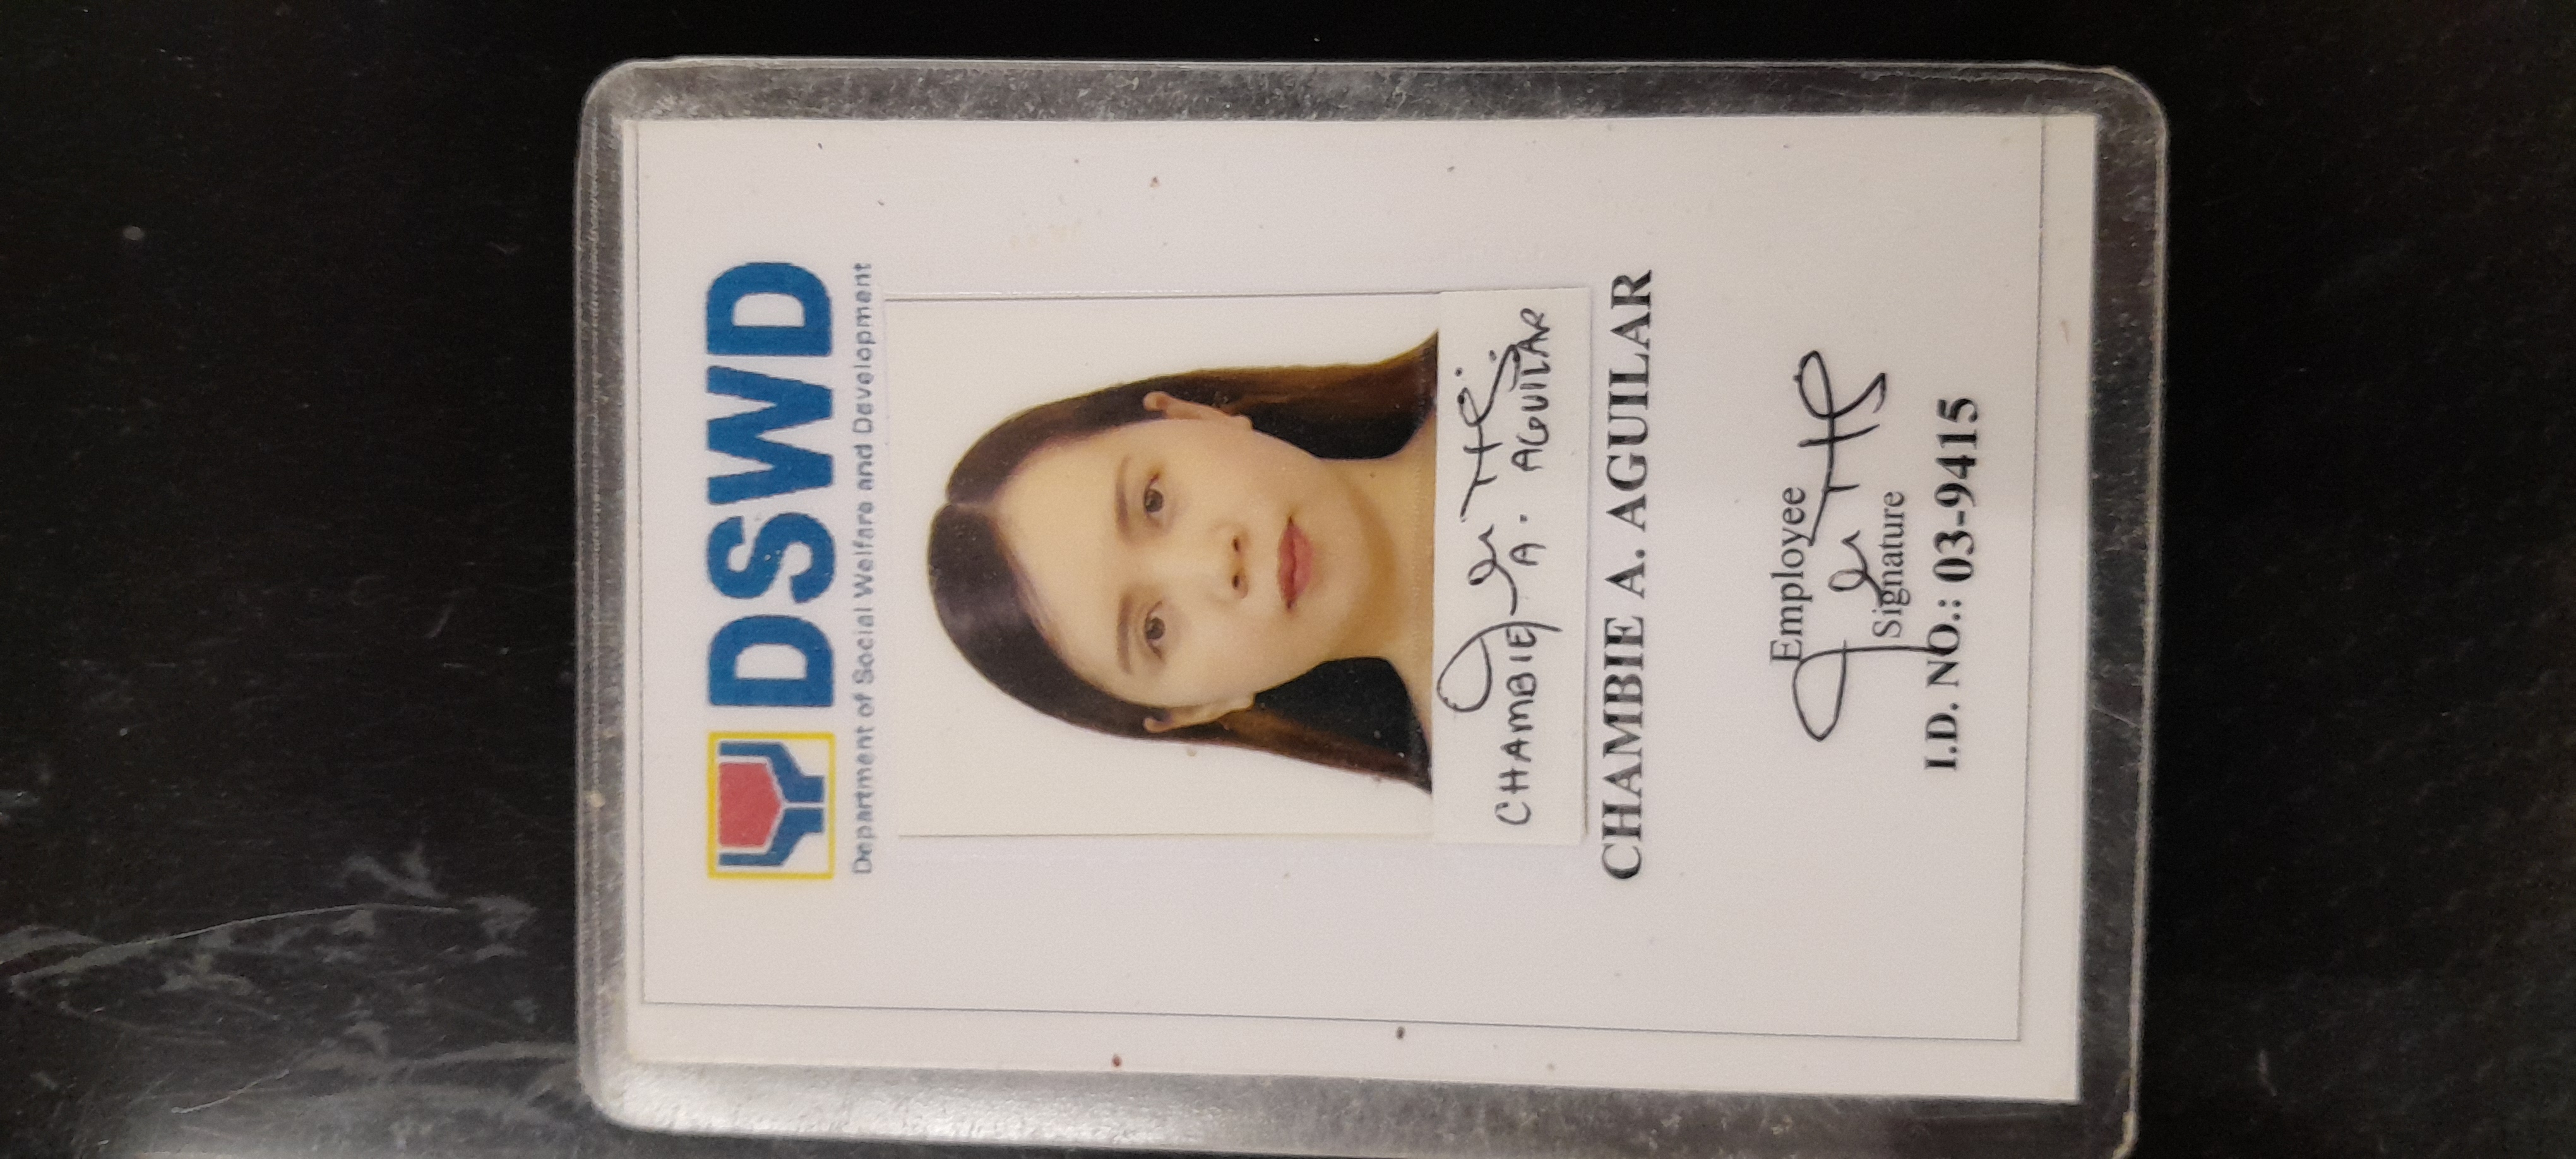 DSWD
Department of Social Welfare and Development
CHAMBIE A. AGUILAR
CHAMBIE A. AGUILAR
Employee
Signature
I.D. NO.: 03-9415